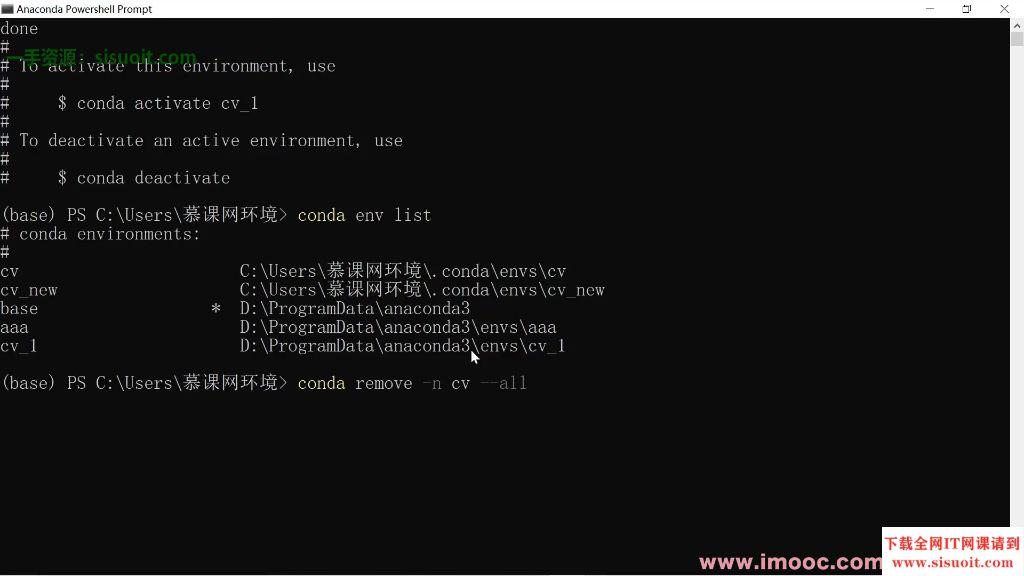 Anaconda Powershell Prompt
done
#
一手资源：sisuoit.com
# To activate this environment, use
#
#     $ conda activate cv_1
#
# To deactivate an active environment, use
#
#     $ conda deactivate
(base) PS C:\Users\慕课网环境> conda env list
# conda environments:
#
cv                       C:\Users\慕课网环境\.conda\envs\cv
cv_new                   C:\Users\慕课网环境\.conda\envs\cv_new
base                  *  D:\ProgramData\anaconda3
aaa                      D:\ProgramData\anaconda3\envs\aaa
cv_1                     D:\ProgramData\anaconda3\envs\cv_1
(base) PS C:\Users\慕课网环境> conda remove -n cv --all
下载全网IT网课请到
www.imooc.com
www.sisuoit.com